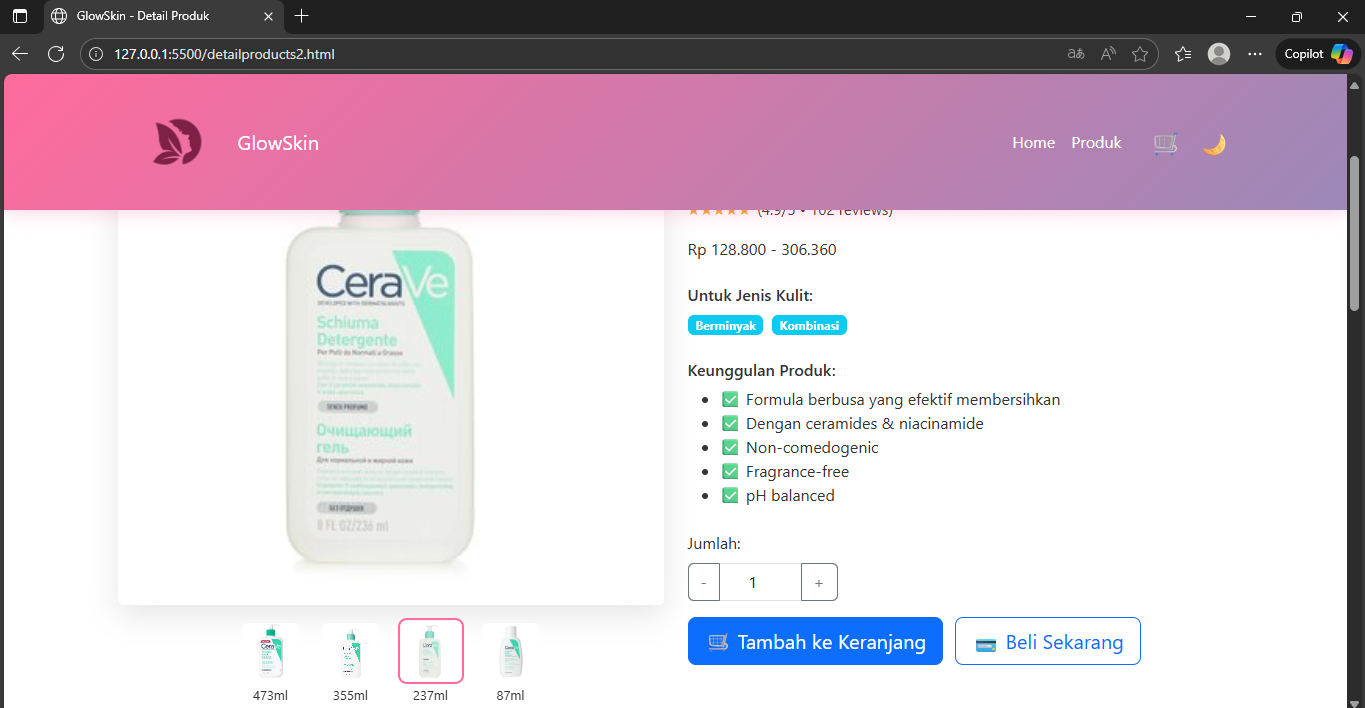 GlowSkin - Detail Produk
127.0.0.1:5500/detailproducts2.html
Copilot
GlowSkin
Home
Produk
(4.9/5 • 102 reviews)
Rp 128.800 - 306.360
Untuk Jenis Kulit:
Berminyak
Kombinasi
Keunggulan Produk:
✅ Formula berbusa yang efektif membersihkan
✅ Dengan ceramides & niacinamide
✅ Non-comedogenic
✅ Fragrance-free
✅ pH balanced
Jumlah:
- 1 +
Tambah ke Keranjang
Beli Sekarang
CeraVe
DEVELOPED WITH DERMATOLOGISTS
Schiuma
Detergente
Per Pelli da Normali a Grasse
SENZA PROFUMO
Очищающий
гель
Для нормальной и жирной кожи
8 FL OZ/236 ml
473ml
355ml
237ml
87ml